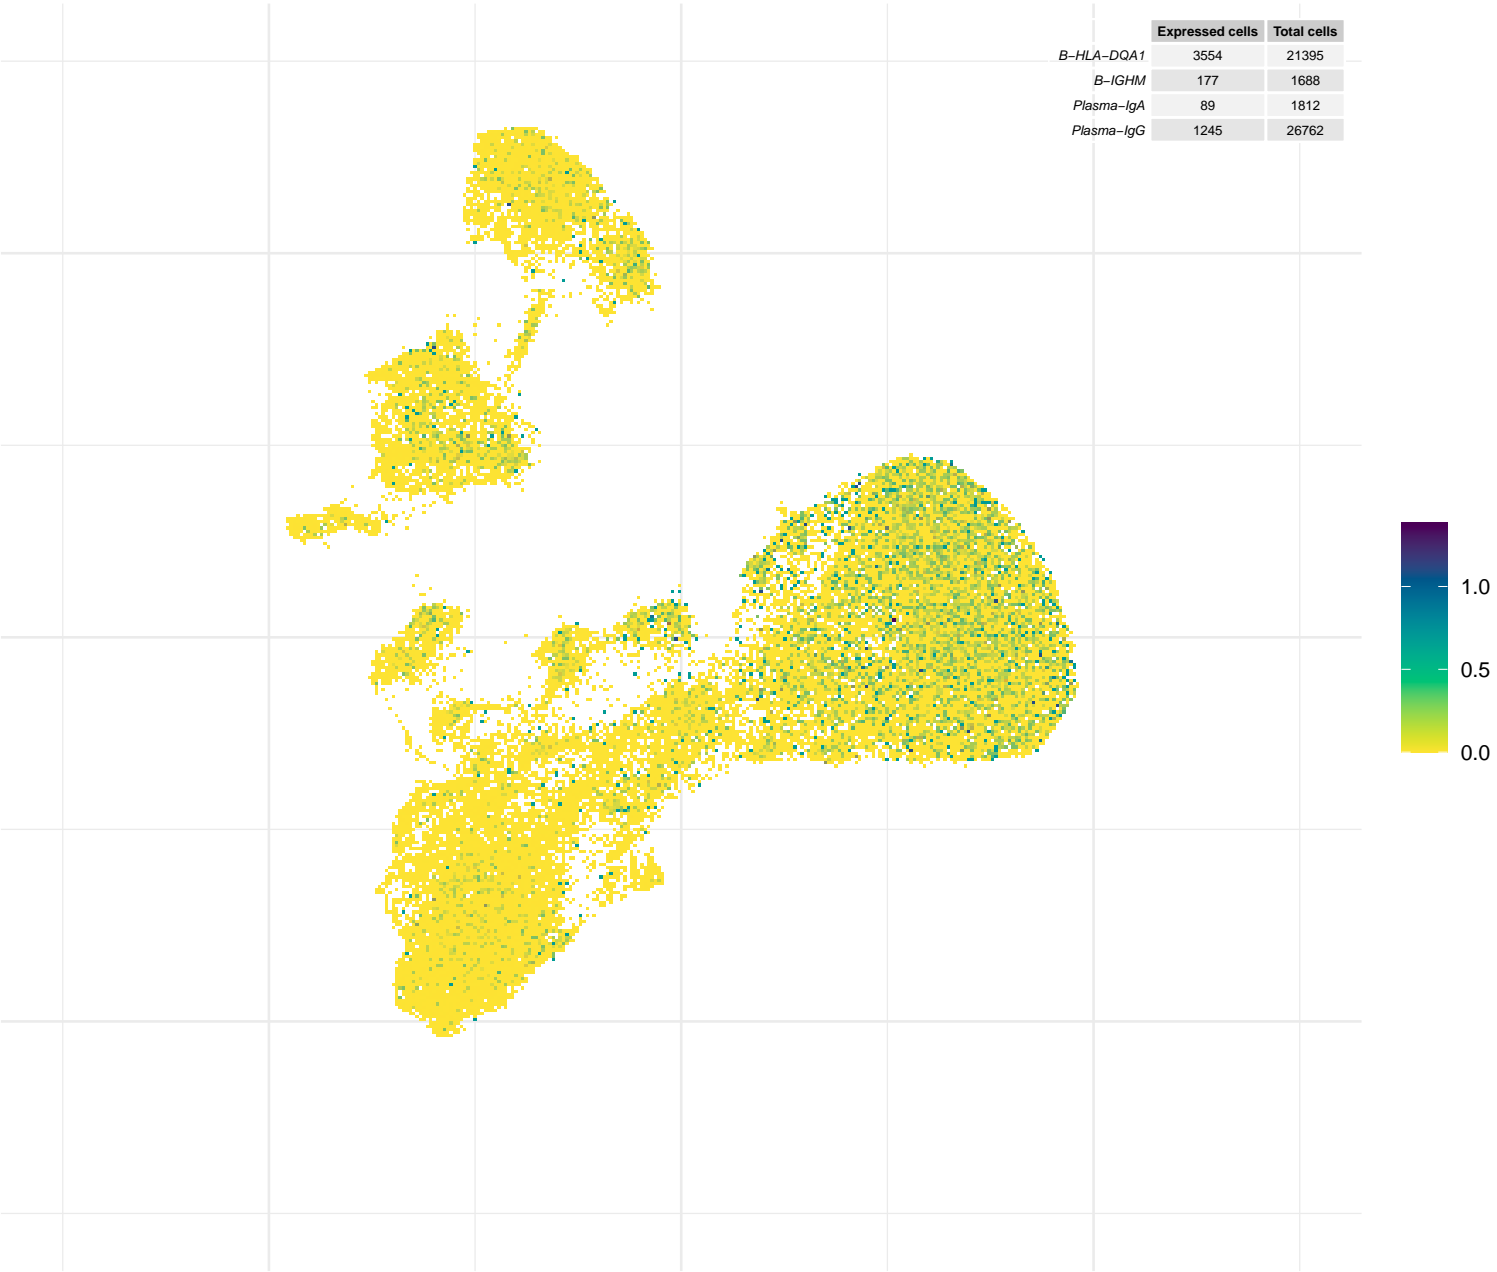 Expressed cells Total cells
B−HLA−DQA1 3554 21395
B−IGHM 177 1688
Plasma−IgA 89 1812
Plasma−IgG 1245 26762
1.0
0.5
0.0